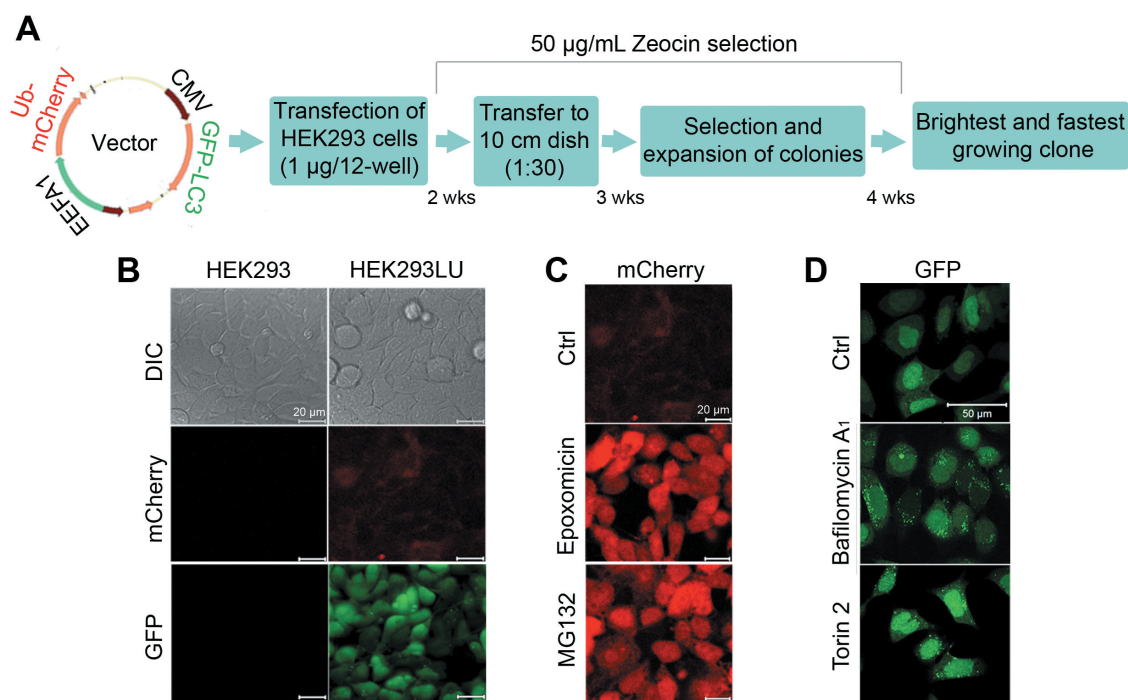 A
50 µg/mL Zeocin selection
Ub-
mCherry
CMV
Vector
GFP-LC3
EEFA1
Transfection of
HEK293 cells
(1 µg/12-well)
Transfer to
10 cm dish
(1:30)
Selection and
expansion of colonies
Brightest and fastest
growing clone
2 wks
3 wks
4 wks
B
HEK293
HEK293LU
DIC
20 µm
mCherry
GFP
C
mCherry
Ctrl
20 µm
Epoxomicin
MG132
D
GFP
Ctrl
50 µm
Bafilomycin A1
Torin 2